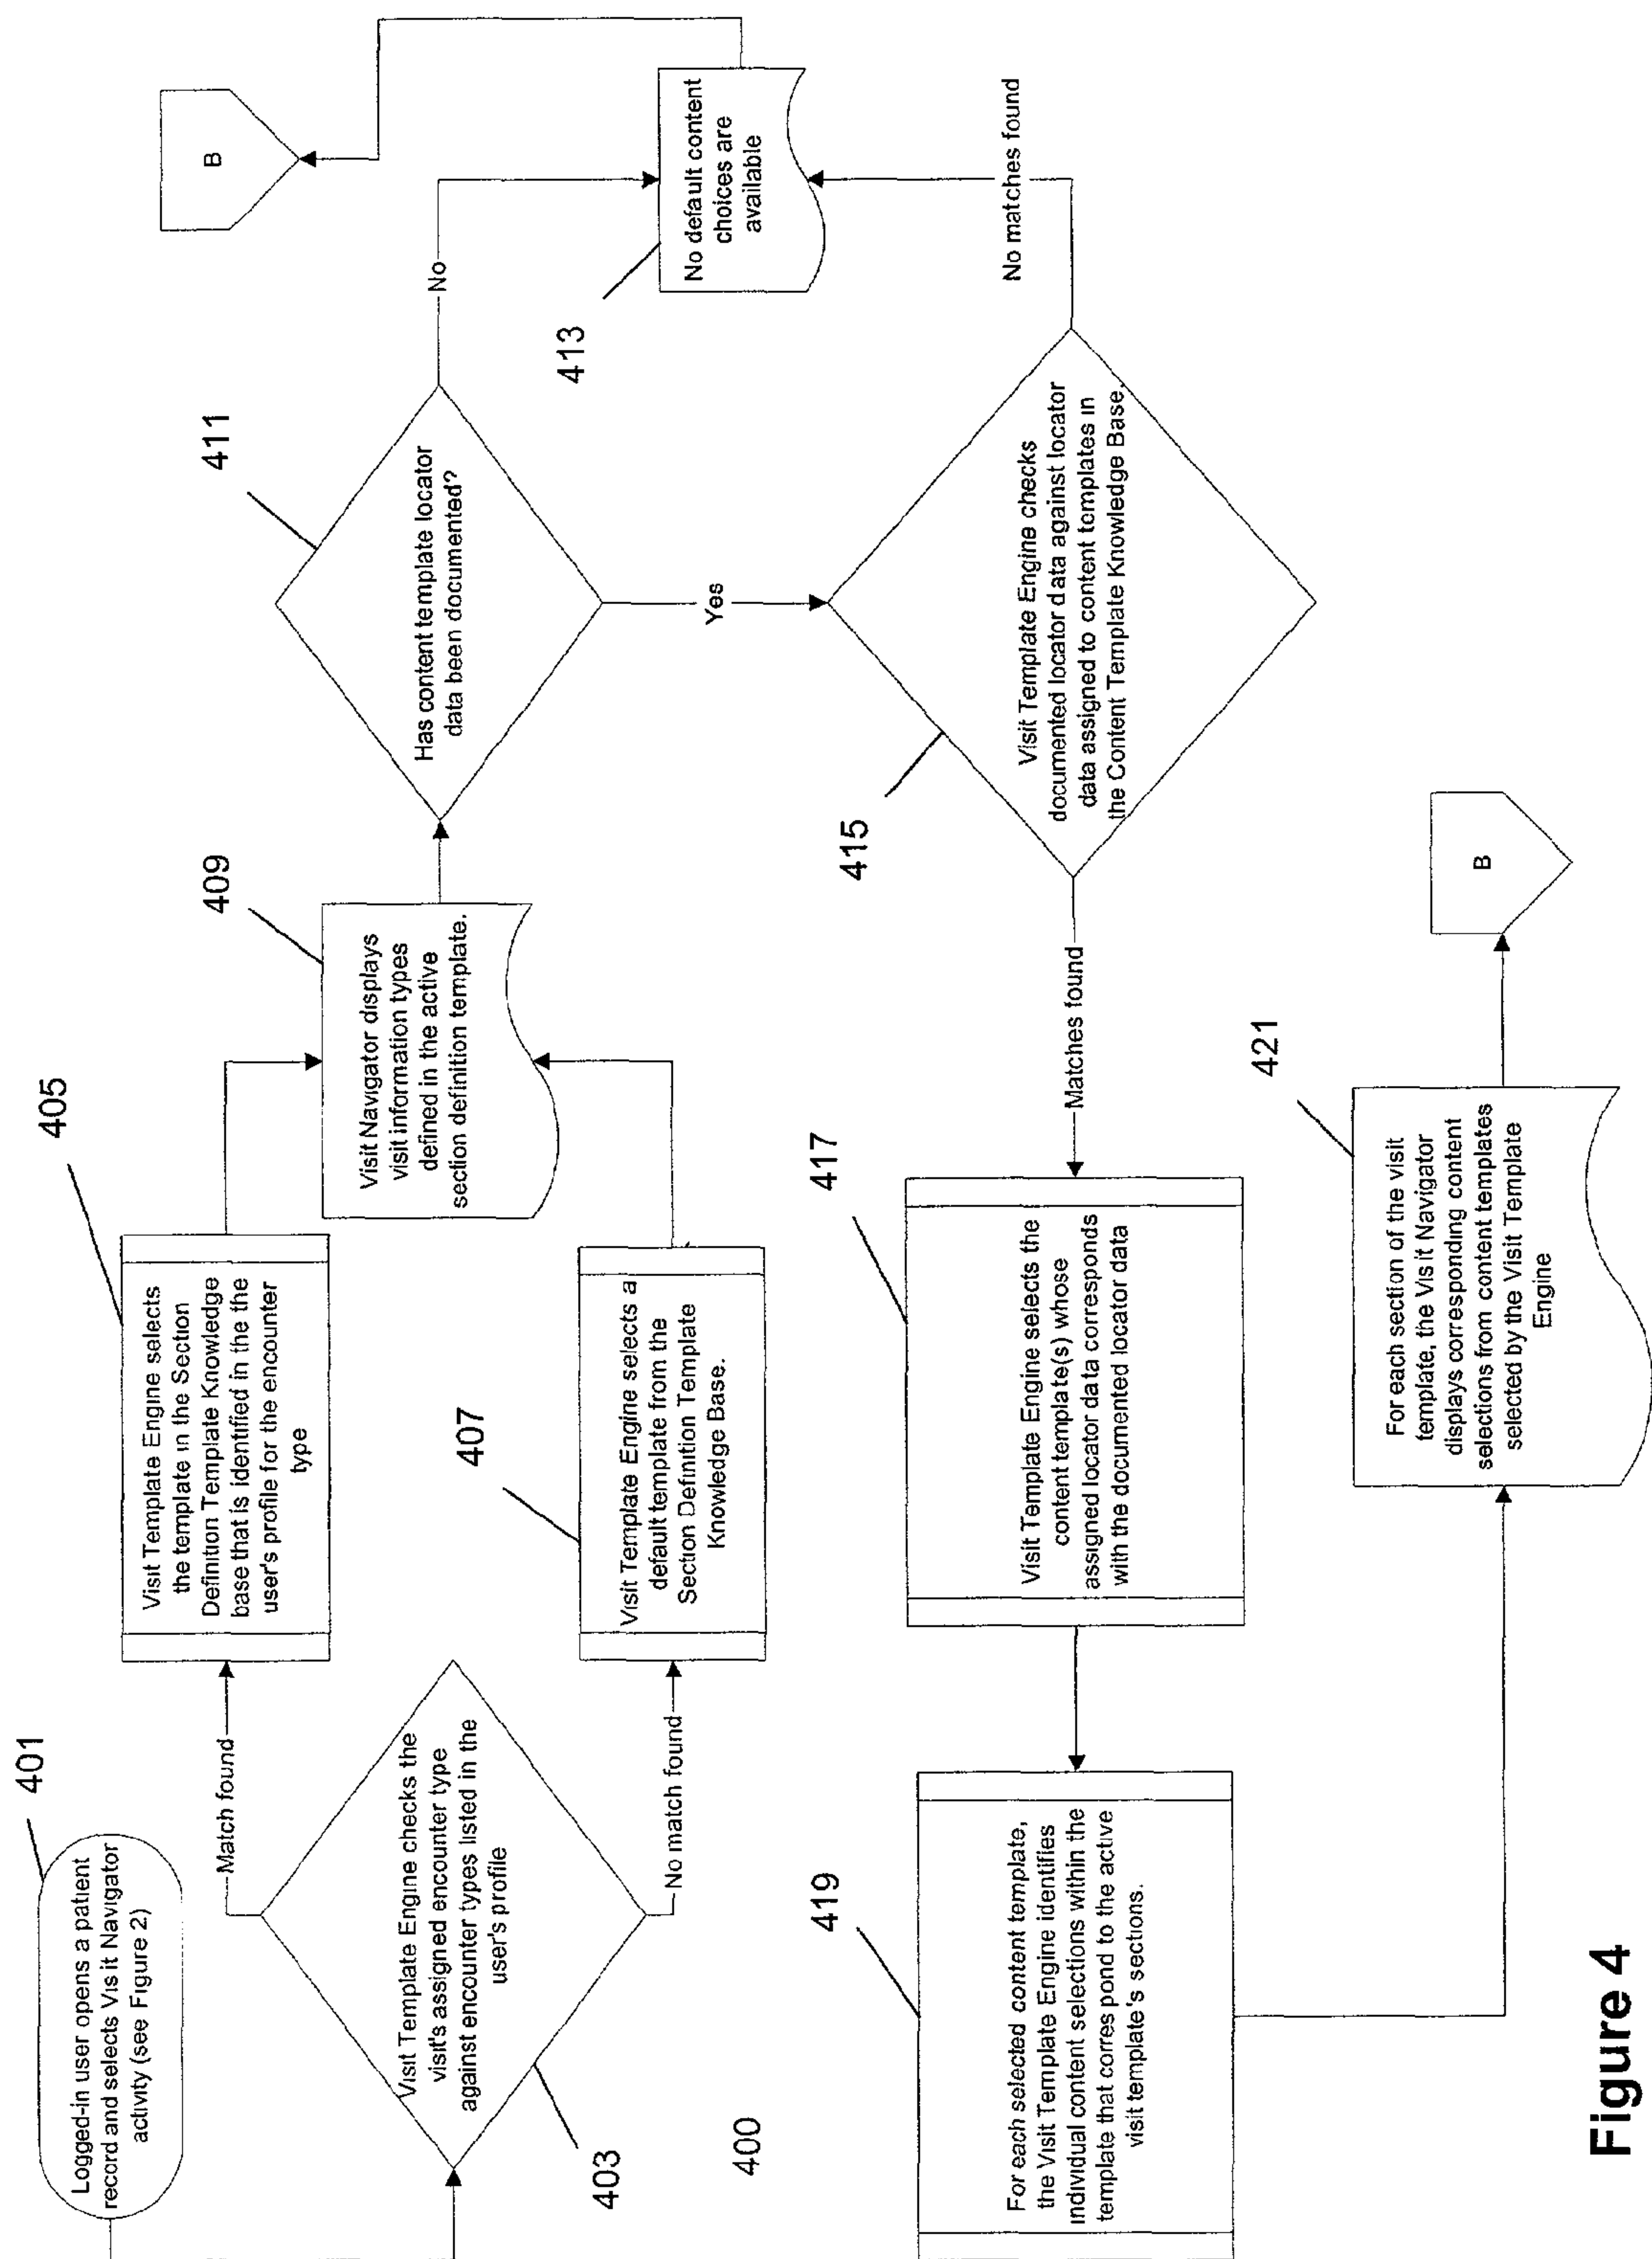 401
Logged-in user opens a patient
record and selects Visit Navigator
activity (see Figure 2)
403
Visit Template Engine checks the
visit's assigned encounter type
against encounter types listed in the
user's profile
Match found
No match found
405
Visit Template Engine selects
the template in the Section
Definition Template Knowledge
base that is identified in the the
user's profile for the encounter
type
407
Visit Template Engine selects a
default template from the
Section Definition Template
Knowledge Base.
409
Visit Navigator displays
visit information types
defined in the active
section definition template.
411
Has content template locator
data been documented?
No
Yes
413
No default content
choices are
available
B
415
Visit Template Engine checks
documented locator data against locator
data assigned to content templates in
the Content Template Knowledge Base.
No matches found
Matches found
417
Visit Template Engine selects the
content template(s) whose
assigned locator data corresponds
with the documented locator data
419
For each selected content template,
the Visit Template Engine identifies
individual content selections within the
template that correspond to the active
visit template's sections.
421
For each section of the visit
template, the Visit Navigator
displays corresponding content
selections from content templates
selected by the Visit Template
Engine
B
400
Figure 4